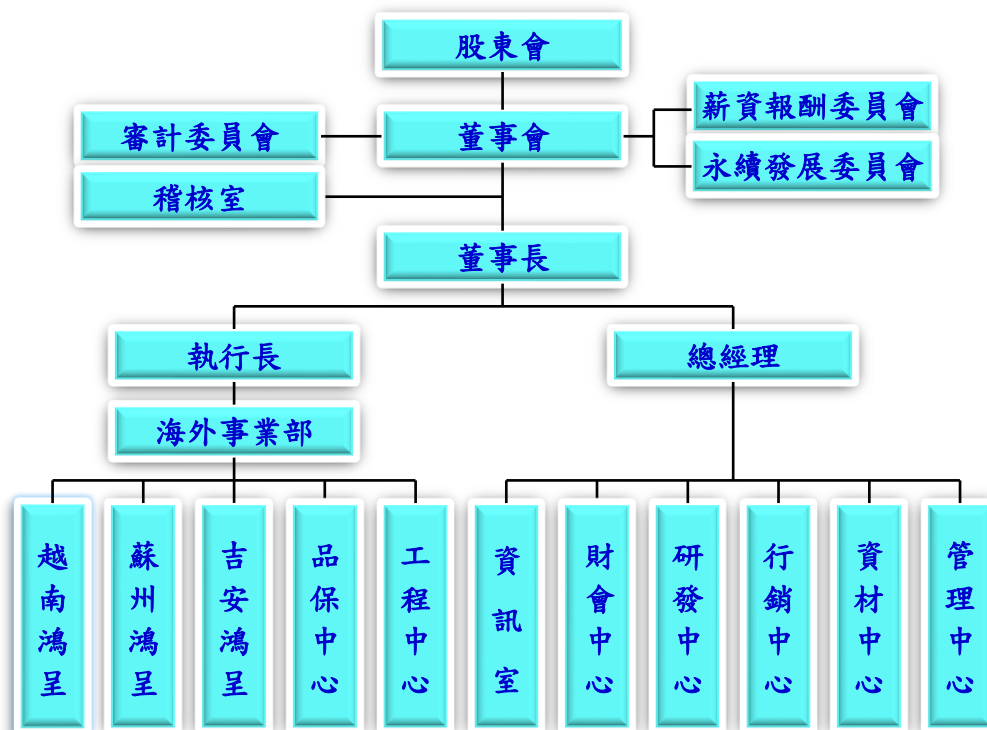 股東會
審計委員會
董事會
薪資報酬委員會
永續發展委員會
稽核室
董事長
執行長
總經理
海外事業部
越南鴻呈
蘇州鴻呈
吉安鴻呈
品保中心
工程中心
資訊室
財會中心
研發中心
行銷中心
資材中心
管理中心